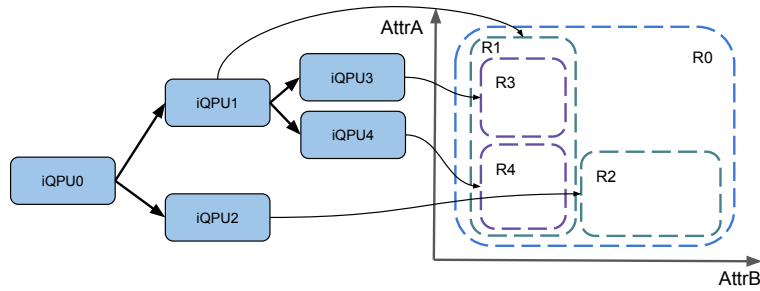 AttrA
R1
R0
iQPU3
R3
iQPU1
iQPU4
R4
R2
iQPU0
iQPU2
AttrB